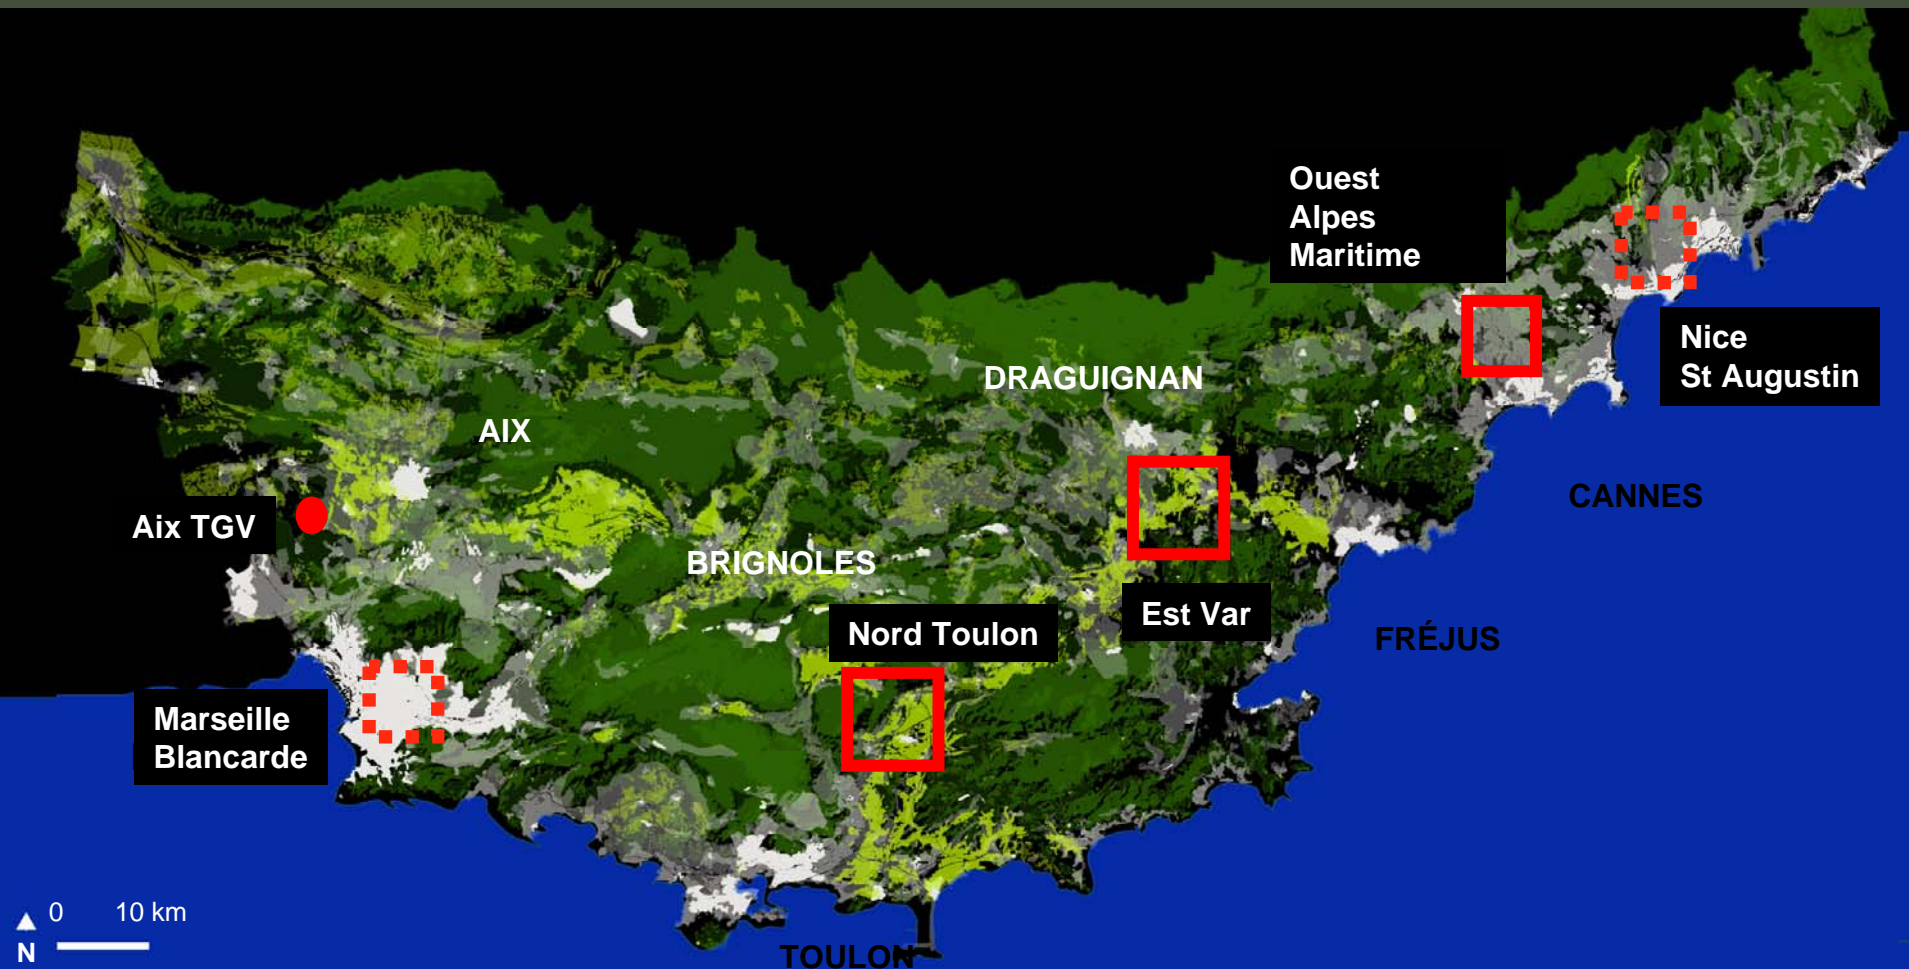 Ouest
Alpes
Maritime
Nice
St Augustin
DRAGUIGNAN
AIX
CANNES
Aix TGV
BRIGNOLES
Est Var
Nord Toulon
FRÉJUS
Marseille
Blancarde
0 10 km
N
TOULON